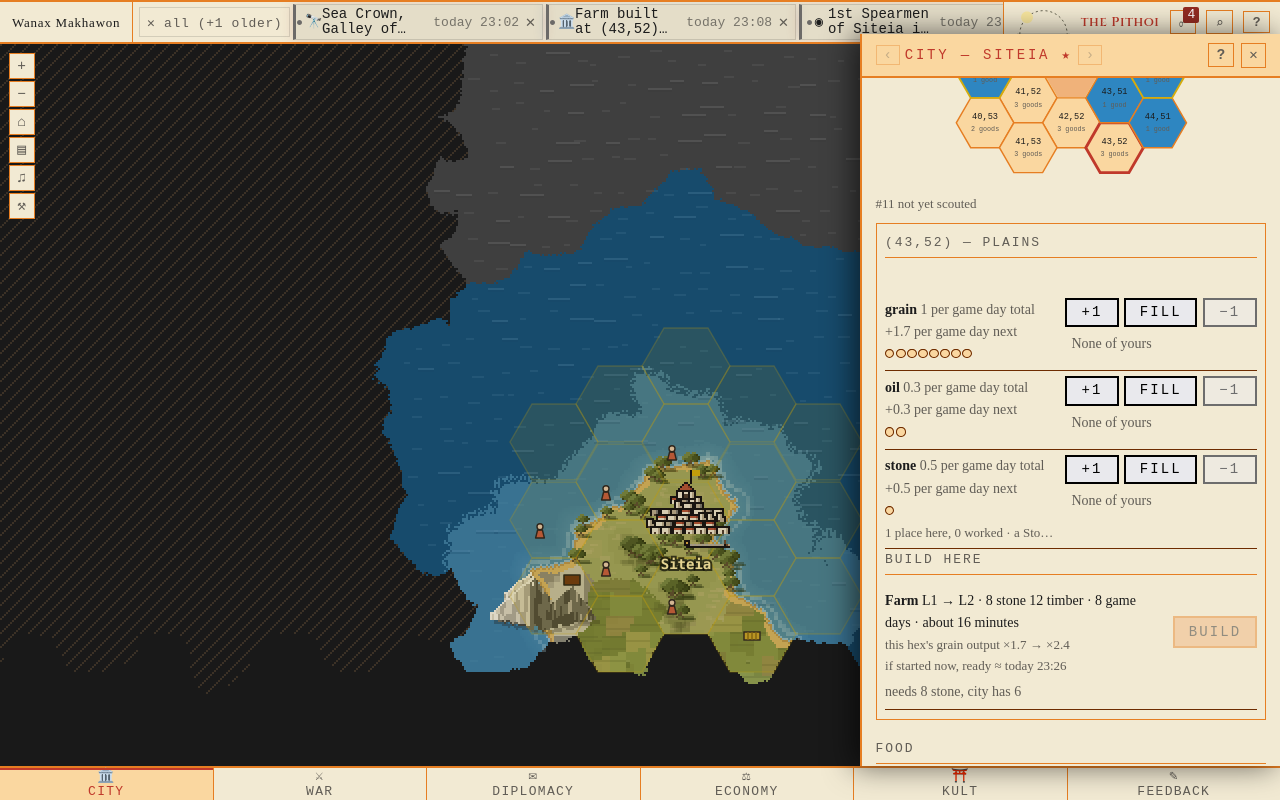 Wanax Makhawon
× all (+1 older)
Sea Crown,
Galley of…
today 23:02 ×
Farm built
at (43,52)…
today 23:08 ×
1st Spearmen
of Siteia i…
today 23
THE PITHOI
4
?
‹ CITY — SITEIA ★ ›
? ×
41,52
3 goods
43,51
1 good
40,53
2 goods
42,52
3 goods
44,51
1 good
41,53
3 goods
43,52
3 goods
#11 not yet scouted
(43,52) — PLAINS
grain 1 per game day total
+1.7 per game day next
+1 FILL −1
None of yours
oil 0.3 per game day total
+0.3 per game day next
+1 FILL −1
None of yours
stone 0.5 per game day total
+0.5 per game day next
+1 FILL −1
None of yours
1 place here, 0 worked · a Sto…
BUILD HERE
Farm L1 → L2 · 8 stone 12 timber · 8 game
days · about 16 minutes
this hex's grain output ×1.7 → ×2.4
if started now, ready ≈ today 23:26
needs 8 stone, city has 6
BUILD
FOOD
Siteia
CITY
WAR
DIPLOMACY
ECONOMY
KULT
FEEDBACK